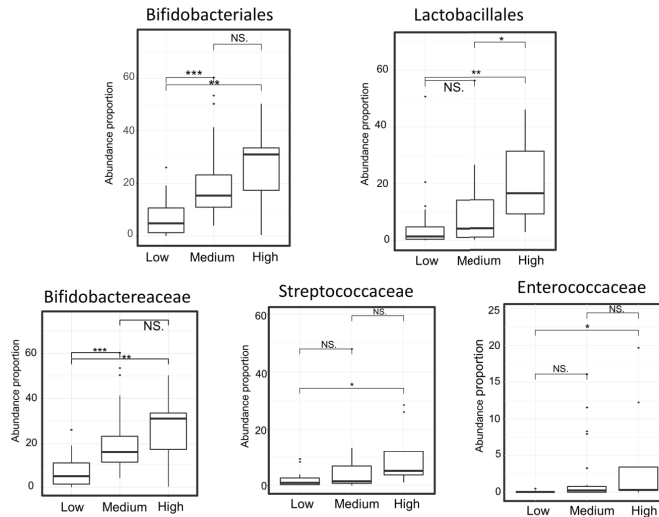 Bifidobacteriales
Abundance proportion
60
40
20
0
***
**
NS.
Low Medium High
Lactobacillales
Abundance proportion
60
40
20
0
NS.
**
*
Low Medium High
Bifidobactereaceae
Abundance proportion
60
40
20
0
***
**
NS.
Low Medium High
Streptococcaceae
Abundance proportion
60
40
20
0
NS.
NS.
*
Low Medium High
Enterococcaceae
Abundance proportion
25
20
15
10
5
0
NS.
*
NS.
Low Medium High